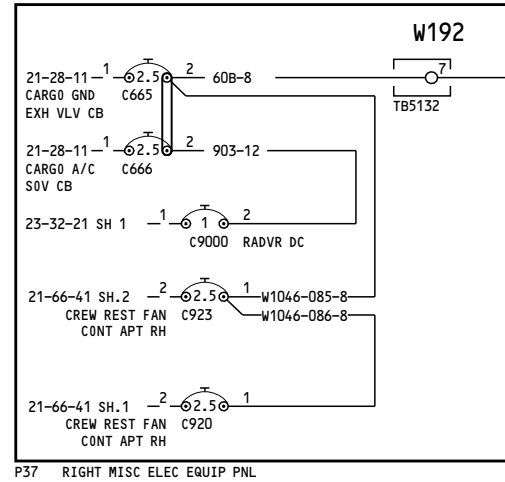 W192
21-28-11 1 2.5 2 60B-8 7
CARGO GND C665 TB5132
EXH VLV CB
21-28-11 1 2.5 2 903-12
CARGO A/C C666
SOV CB
23-32-21 SH 1 1 1 2
C9000 RADVR DC
21-66-41 SH.2 2 2.5 1 W1046-085-8
CREW REST FAN C923 W1046-086-8
CONT APT RH
21-66-41 SH.1 2 2.5 1
CREW REST FAN C920
CONT APT RH
P37 RIGHT MISC ELEC EQUIP PNL